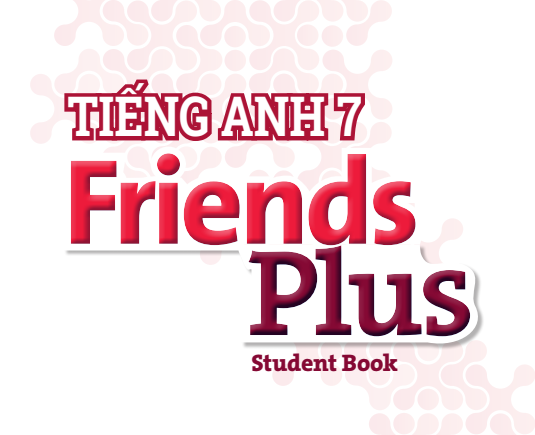 TIẾNG ANH 7
Friends
Plus
Student Book